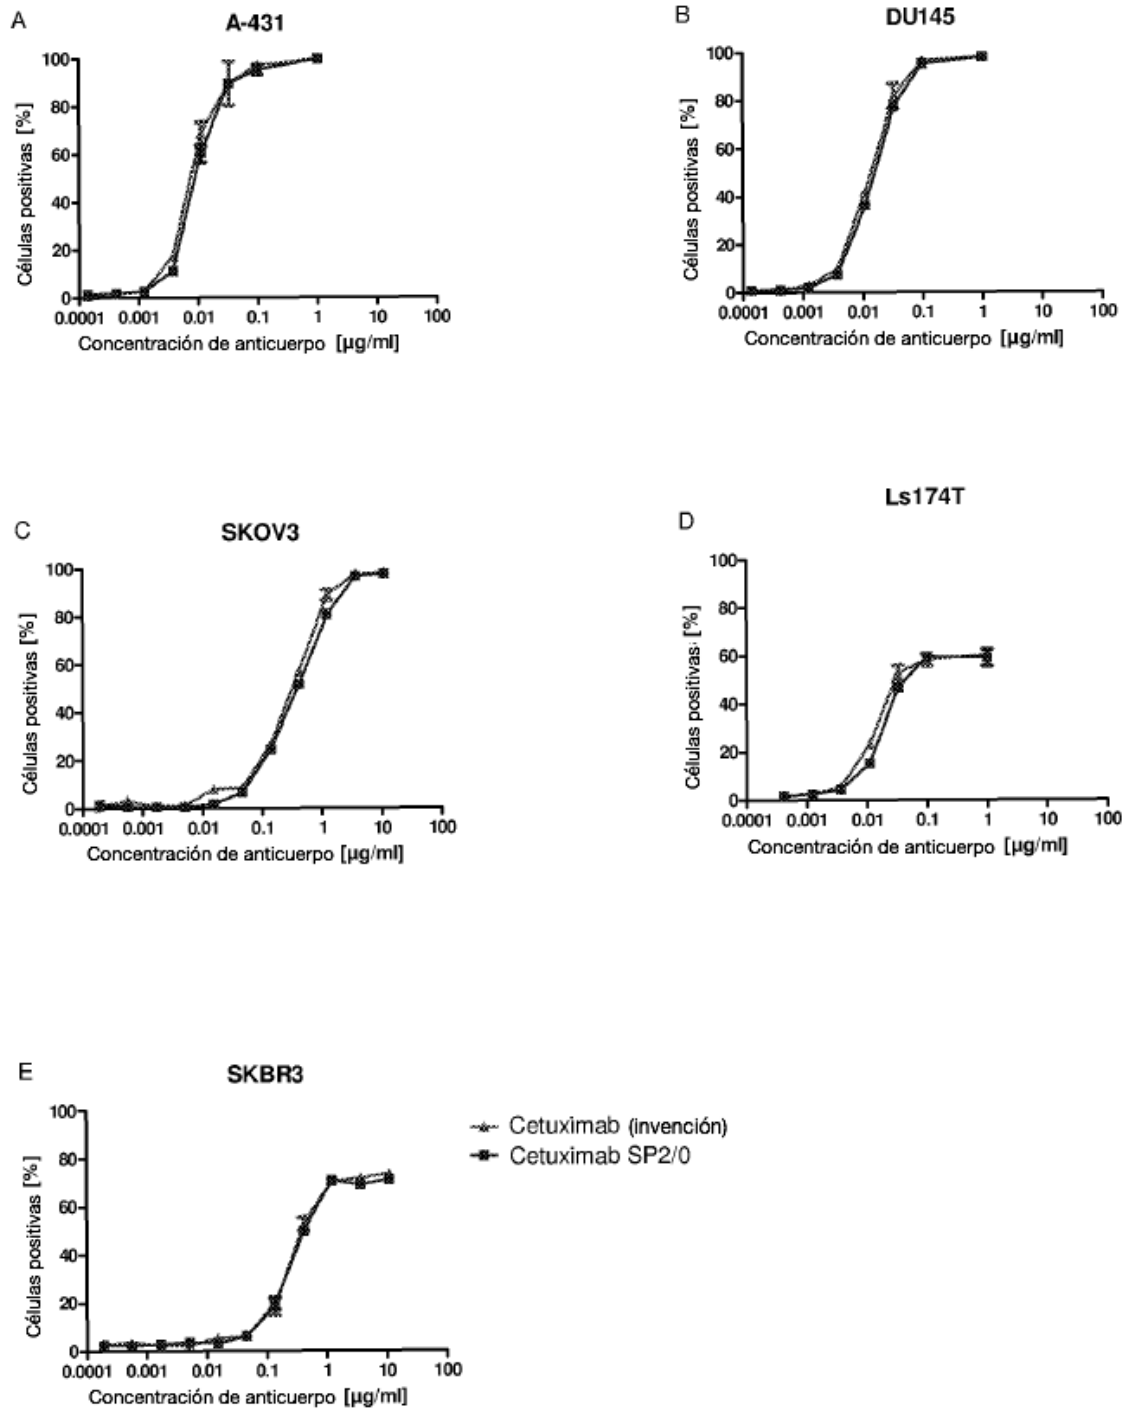 A
A-431
Células positivas [%]
100
80
60
40
20
0
0.0001 0.001 0.01 0.1 1 10 100
Concentración de anticuerpo [µg/ml]
B
DU145
Células positivas [%]
100
80
60
40
20
0
0.0001 0.001 0.01 0.1 1 10 100
Concentración de anticuerpo [µg/ml]
C
SKOV3
Células positivas [%]
100
80
60
40
20
0
0.0001 0.001 0.01 0.1 1 10 100
Concentración de anticuerpo [µg/ml]
D
Ls174T
Células positivas [%]
100
80
60
40
20
0
0.0001 0.001 0.01 0.1 1 10 100
Concentración de anticuerpo [µg/ml]
E
SKBR3
Células positivas [%]
100
80
60
40
20
0
0.0001 0.001 0.01 0.1 1 10 100
Concentración de anticuerpo [µg/ml]
Cetuximab (invención)
Cetuximab SP2/0